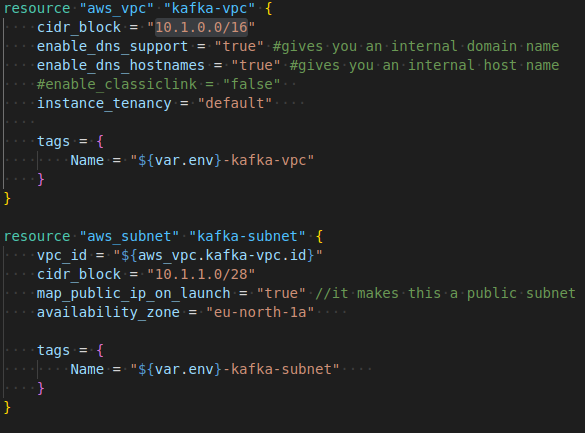 resource "aws_vpc" "kafka-vpc" {
    cidr_block = "10.1.0.0/16"
    enable_dns_support = "true" #gives you an internal domain name
    enable_dns_hostnames = "true" #gives you an internal host name
    #enable_classiclink = "false"
    instance_tenancy = "default"

    tags = {
        Name = "${var.env}-kafka-vpc"
    }
}

resource "aws_subnet" "kafka-subnet" {
    vpc_id = "${aws_vpc.kafka-vpc.id}"
    cidr_block = "10.1.1.0/28"
    map_public_ip_on_launch = "true" //it makes this a public subnet
    availability_zone = "eu-north-1a"

    tags = {
        Name = "${var.env}-kafka-subnet"
    }
}